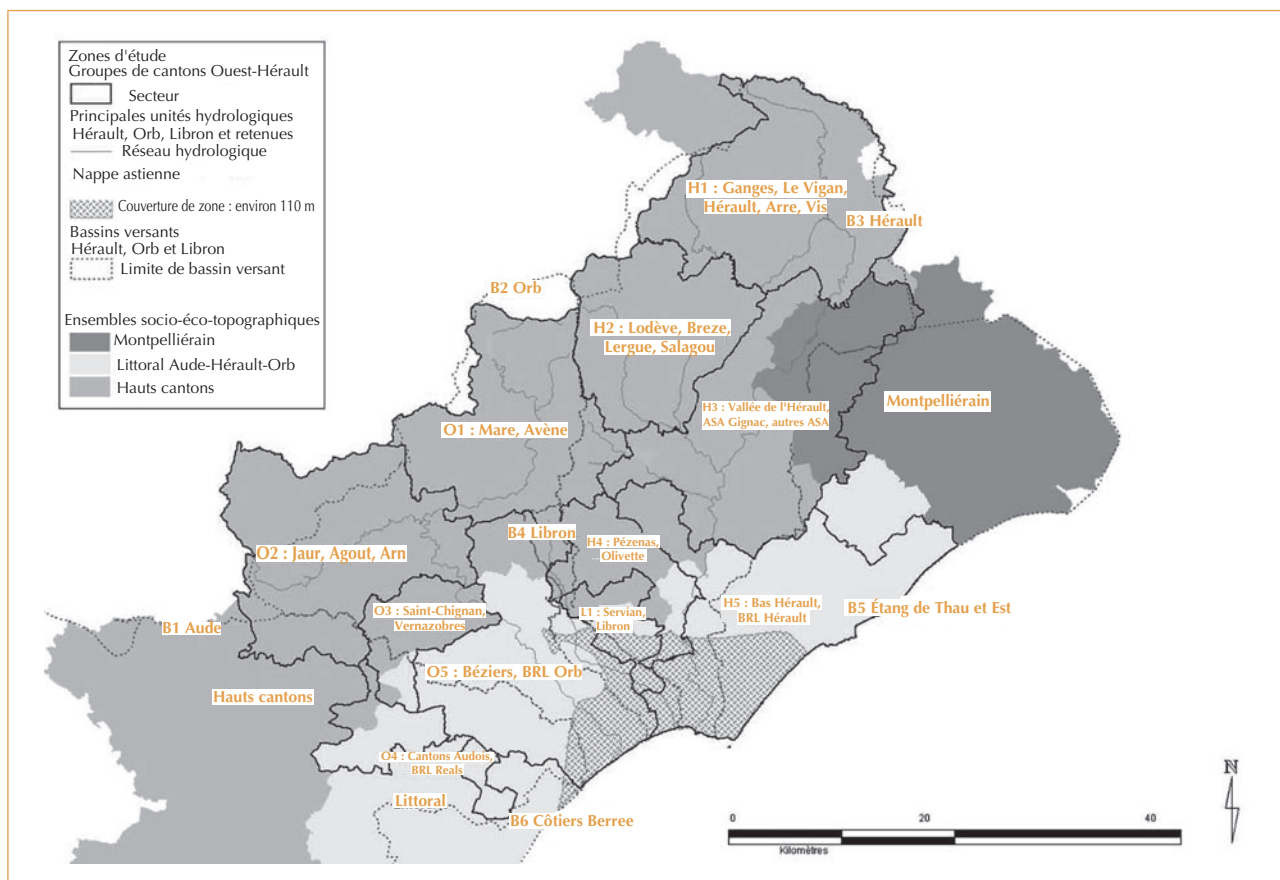 Zones d'étude
Groupes de cantons Ouest-Hérault
Secteur
Principales unités hydrologiques
Hérault, Orb, Libron et retenues
Réseau hydrologique
Nappe astienne
Couverture de zone : environ 110 m
Bassins versants
Hérault, Orb et Libron
Limite de bassin versant
Ensembles socio-éco-topographiques
Montpelliérain
Littoral Aude-Hérault-Orb
Hauts cantons
H1 : Ganges, Le Vigan,
Hérault, Arre, Vis
B3 Hérault
B2 Orb
H2 : Lodève, Breze,
Lergue, Salagou
Montpelliérain
H3 : Vallée de l'Hérault,
ASA Gignac, autres ASA
O1 : Mare, Avène
B4 Libron
H4 : Pézenas,
Olivette
O2 : Jaur, Agout, Arn
O3 : Saint-Chignan,
Vernazobres
L1 : Servian,
Libron
H5 : Bas Hérault,
BRL Hérault
B5 Étang de Thau et Est
B1 Aude
O5 : Béziers, BRL Orb
Hauts cantons
O4 : Cantons Audois,
BRL Reals
Littoral
B6 Côtiers Berree
N
0 20 40
Kilomètres